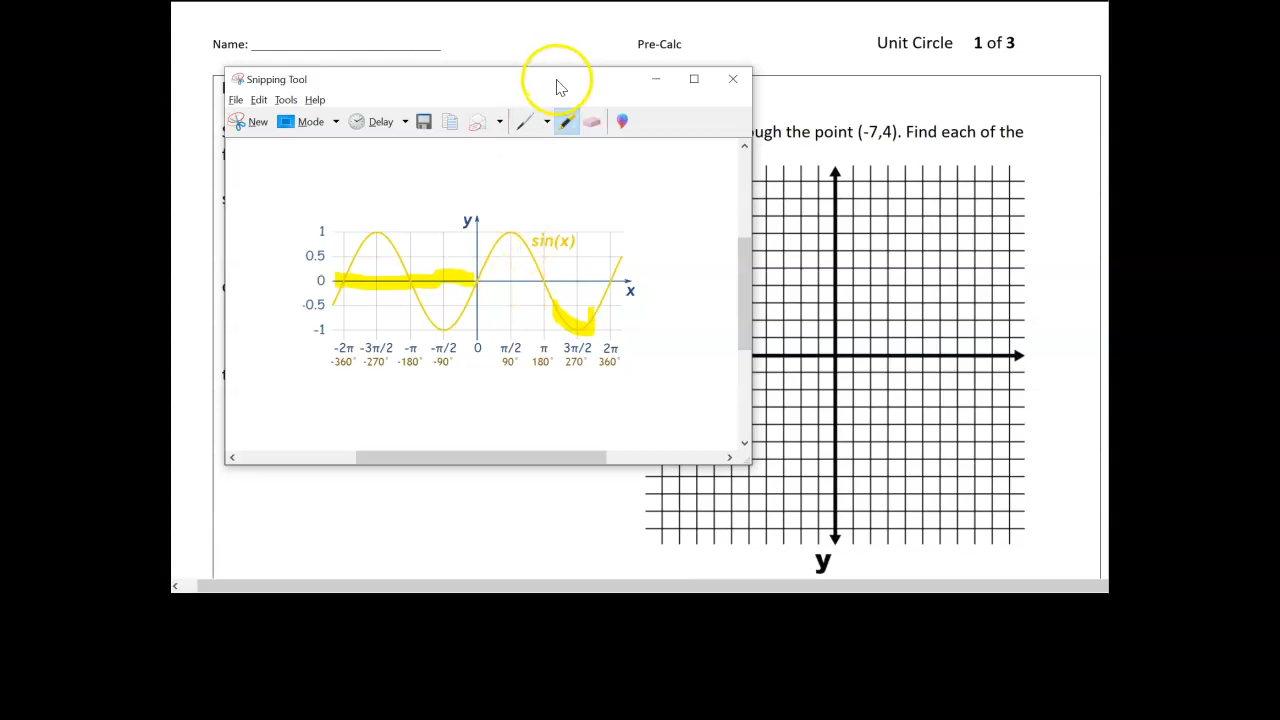 Name: ____________________________ Pre-Calc Unit Circle 1 of 3
Snipping Tool
File Edit Tools Help
New Mode Delay
ugh the point (-7,4). Find each of the
y
sin(x)
1
0.5
0
-0.5
-1
x
-2π -3π/2 -π -π/2 0 π/2 π 3π/2 2π
-360° -270° -180° -90° 90° 180° 270° 360°
y